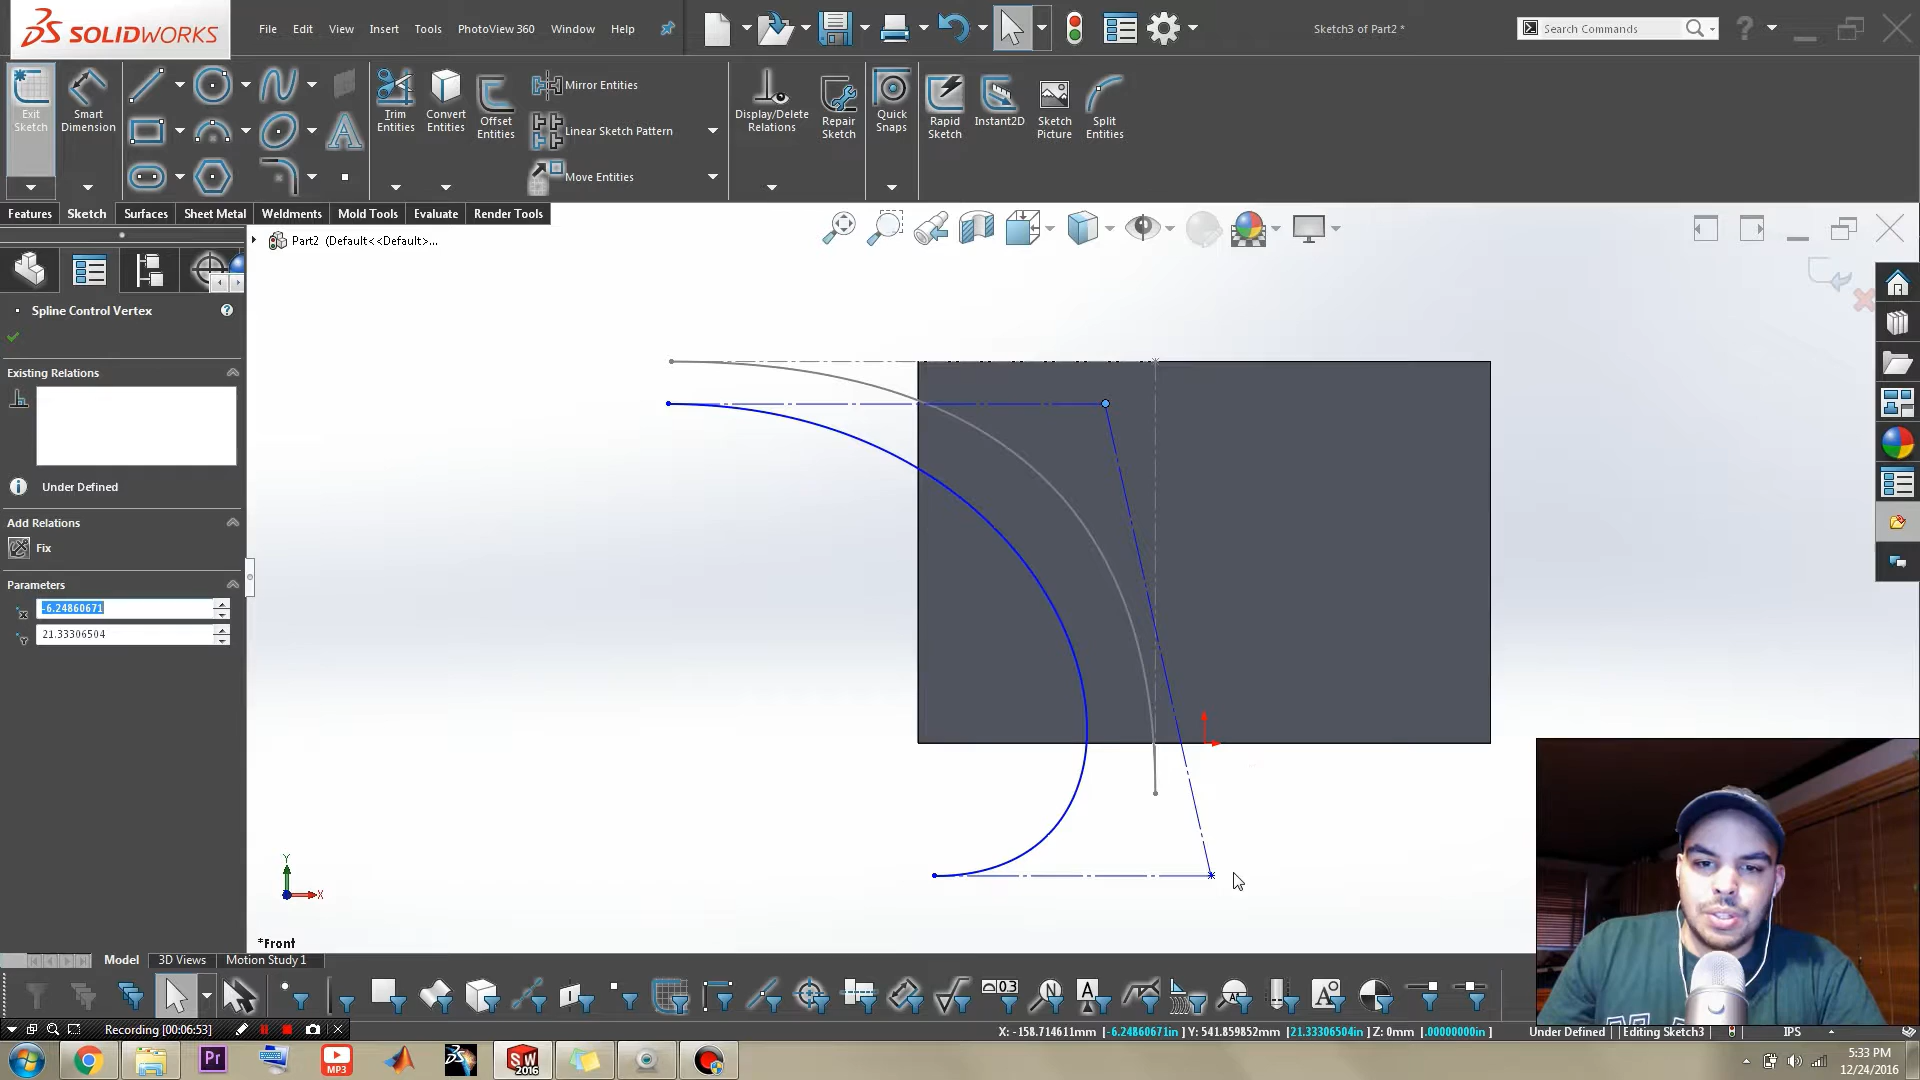 SOLIDWORKS
File Edit View Insert Tools PhotoView 360 Window Help
Sketch3 of Part2 *
Search Commands
Exit Sketch
Smart Dimension
Trim Entities
Convert Entities
Offset Entities
Mirror Entities
Linear Sketch Pattern
Move Entities
Display/Delete Relations
Repair Sketch
Quick Snaps
Rapid Sketch
Instant2D
Sketch Picture
Split Entities
Features Sketch Surfaces Sheet Metal Weldments Mold Tools Evaluate Render Tools
Part2 (Default<<Default>...
Spline Control Vertex
Existing Relations
Under Defined
Add Relations
Fix
Parameters
-6.24860671
21.33306504
Y
X
*Front
Model 3D Views Motion Study 1
Recording [00:06:53]
X: -158.714611mm [-6.24860671in] Y: 541.859852mm [21.33306504in] Z: 0mm [.00000000in]
Under Defined Editing Sketch3 IPS
Pr
MP3
SW 2016
5:33 PM
12/24/2016